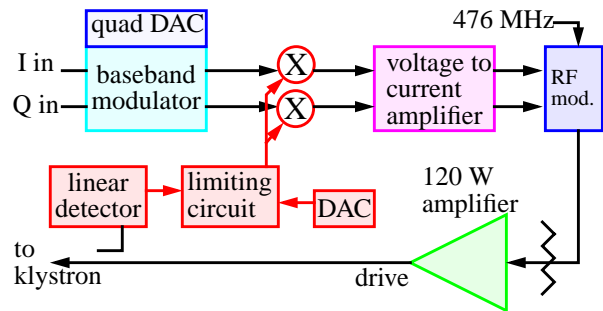 quad DAC
476 MHz
I in
Q in
baseband
modulator
X
X
voltage to
current
amplifier
RF
mod.
linear
detector
limiting
circuit
DAC
120 W
amplifier
to
klystron
drive